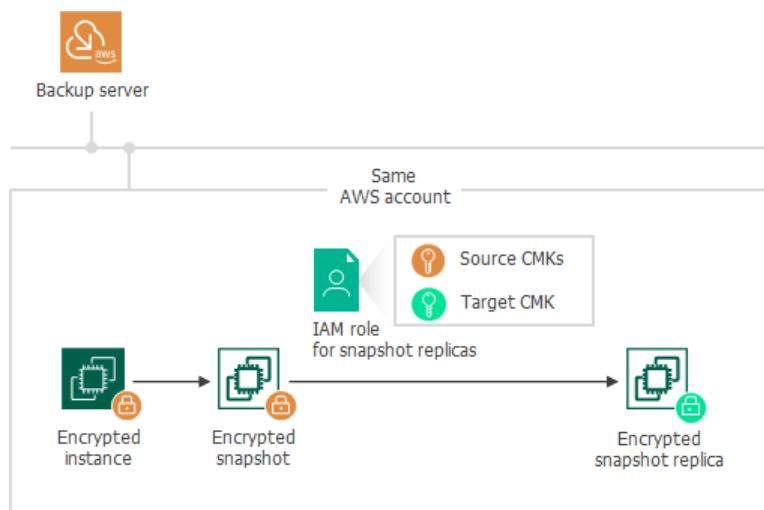 aws
Backup server
Same
AWS account
Source CMKs
Target CMK
IAM role
for snapshot replicas
Encrypted
instance
Encrypted
snapshot
Encrypted
snapshot replica